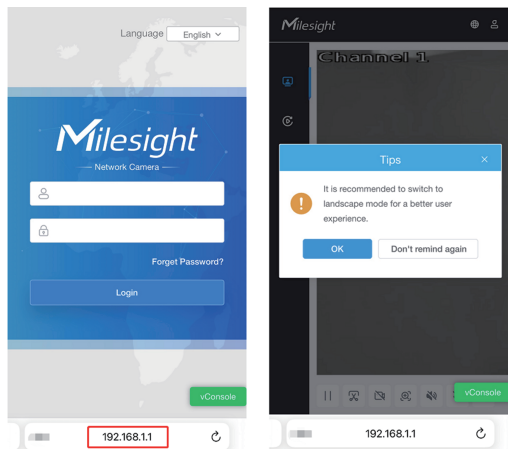 Language English
Milesight
Network Camera
Forget Password?
Login
vConsole
192.168.1.1
Milesight
Channel 1
Tips
It is recommended to switch to
landscape mode for a better user
experience.
OK Don't remind again
vConsole
192.168.1.1